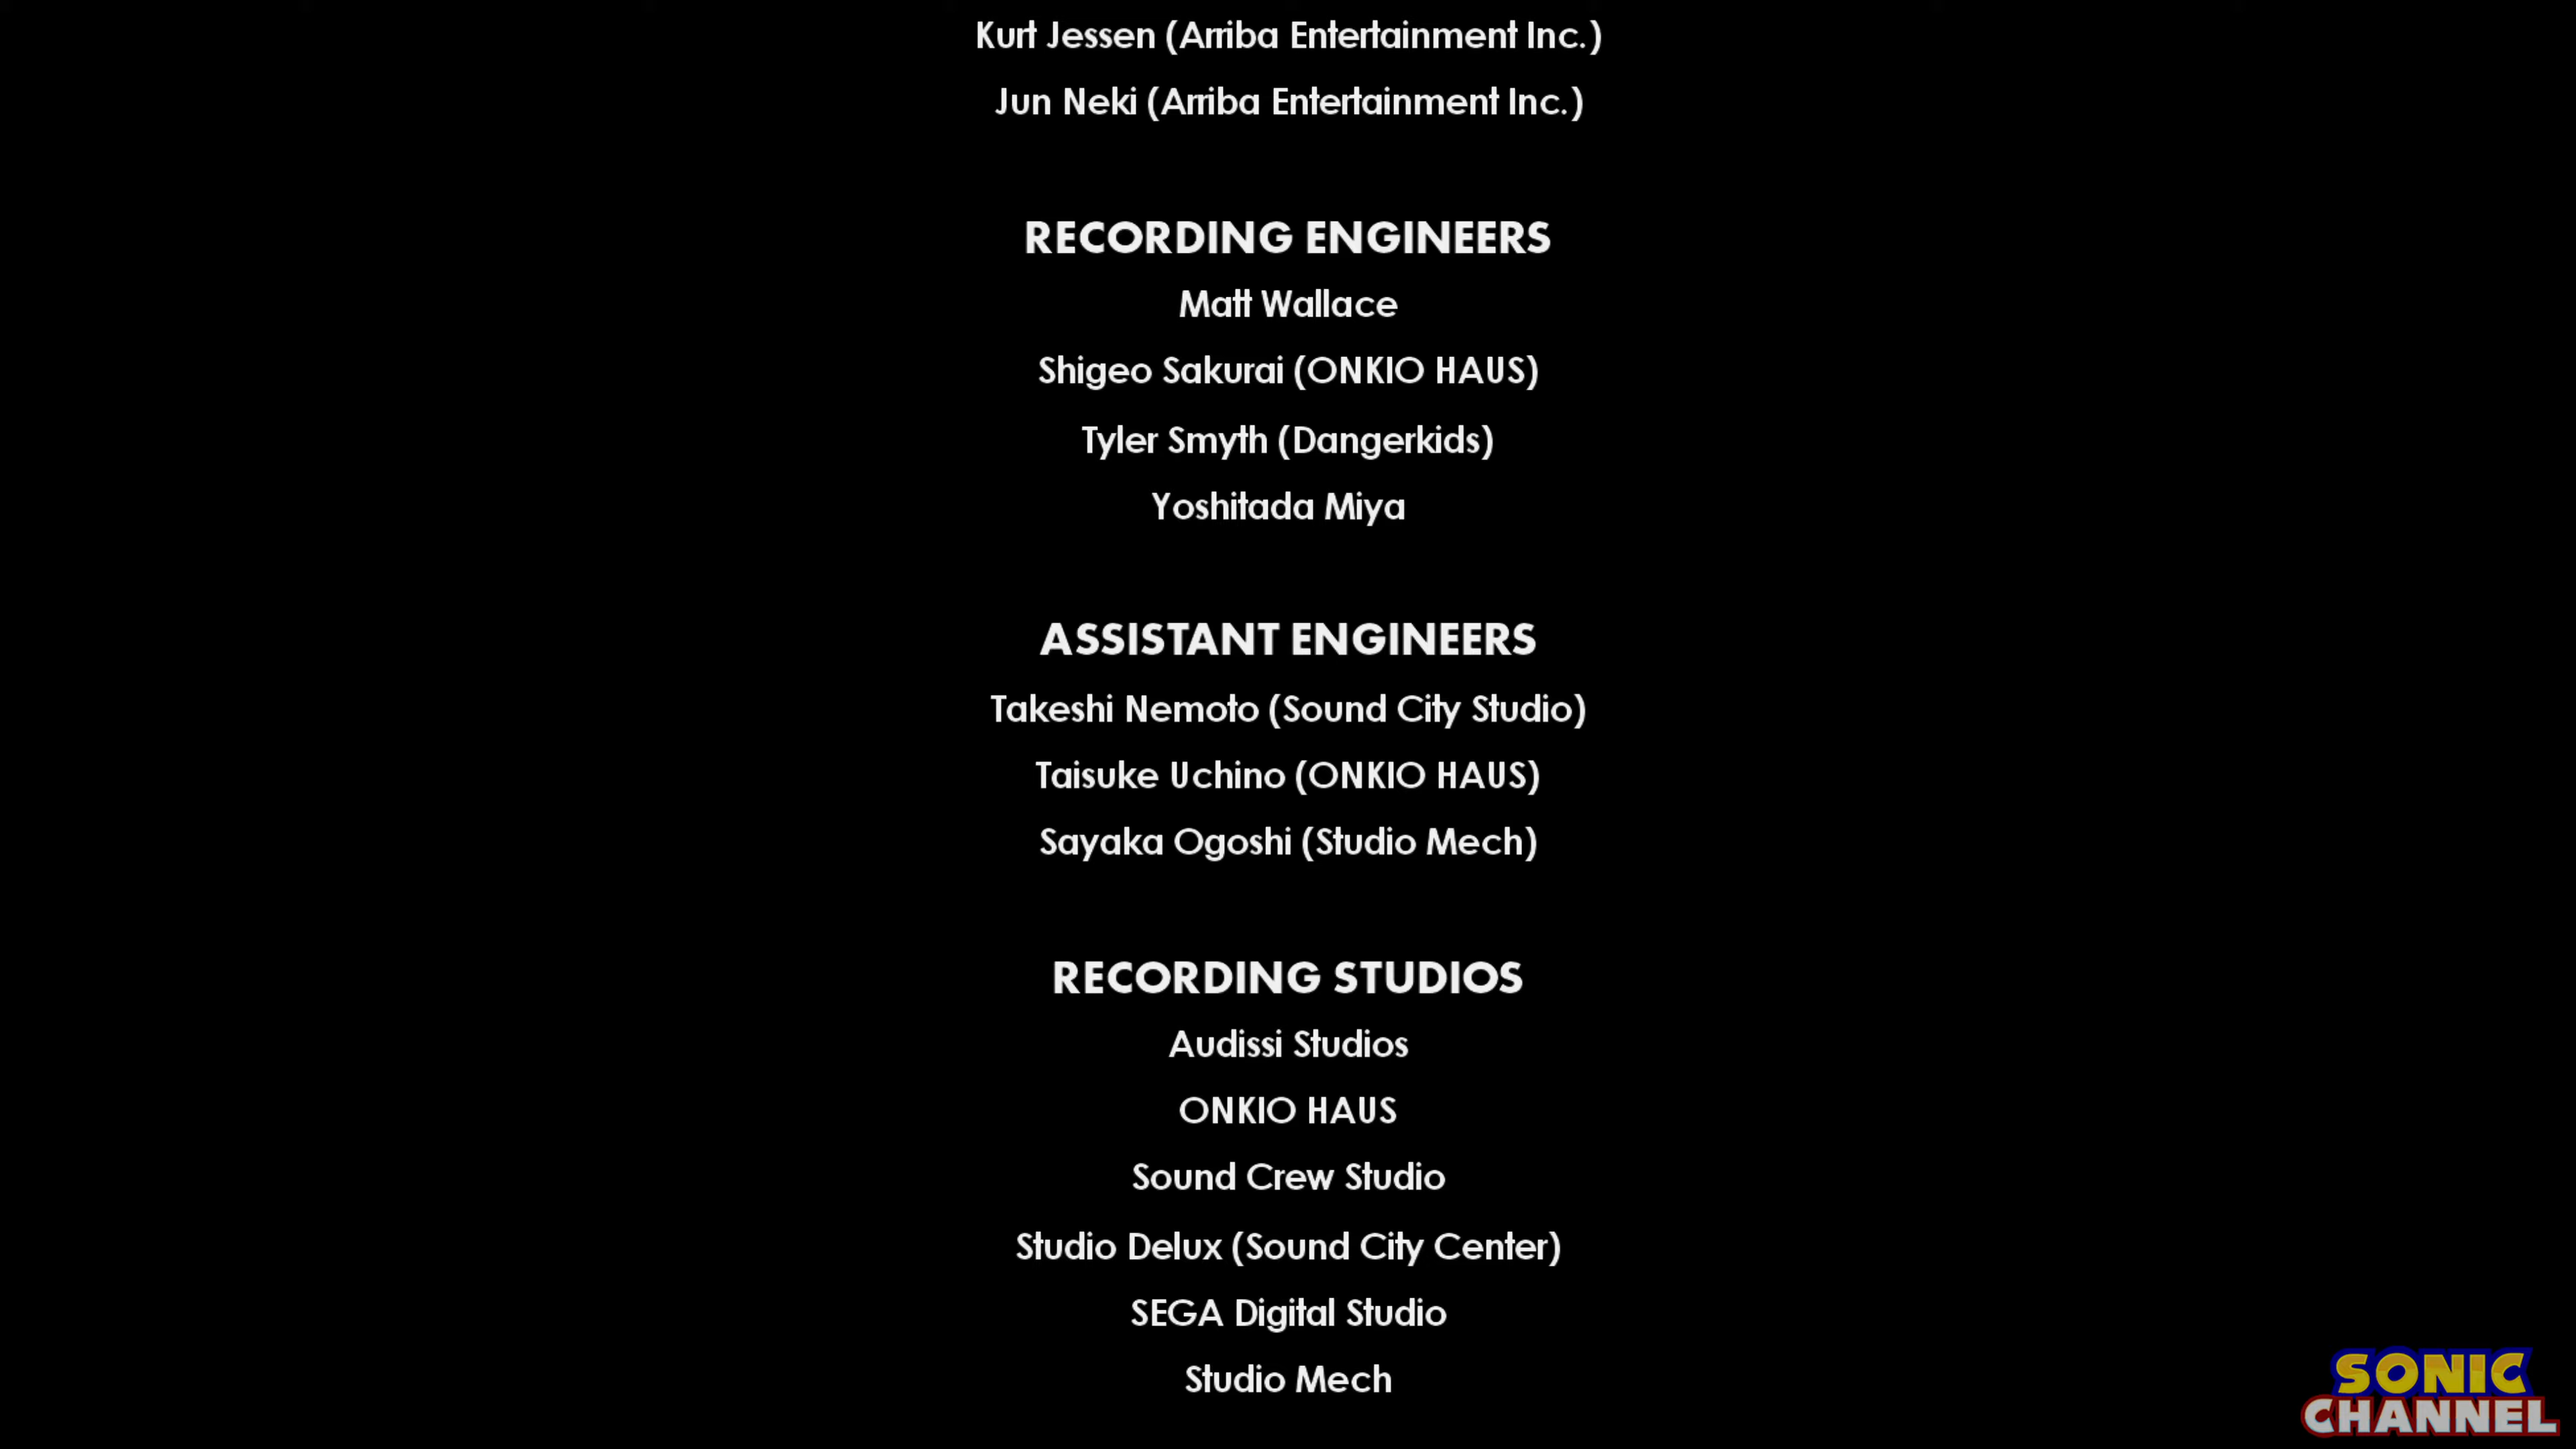 Kurt Jessen (Arriba Entertainment Inc.)
Jun Neki (Arriba Entertainment Inc.)
RECORDING ENGINEERS
Matt Wallace
Shigeo Sakurai (ONKIO HAUS)
Tyler Smyth (Dangerkids)
Yoshitada Miya
ASSISTANT ENGINEERS
Takeshi Nemoto (Sound City Studio)
Taisuke Uchino (ONKIO HAUS)
Sayaka Ogoshi (Studio Mech)
RECORDING STUDIOS
Audissi Studios
ONKIO HAUS
Sound Crew Studio
Studio Delux (Sound City Center)
SEGA Digital Studio
Studio Mech
SONIC
CHANNEL